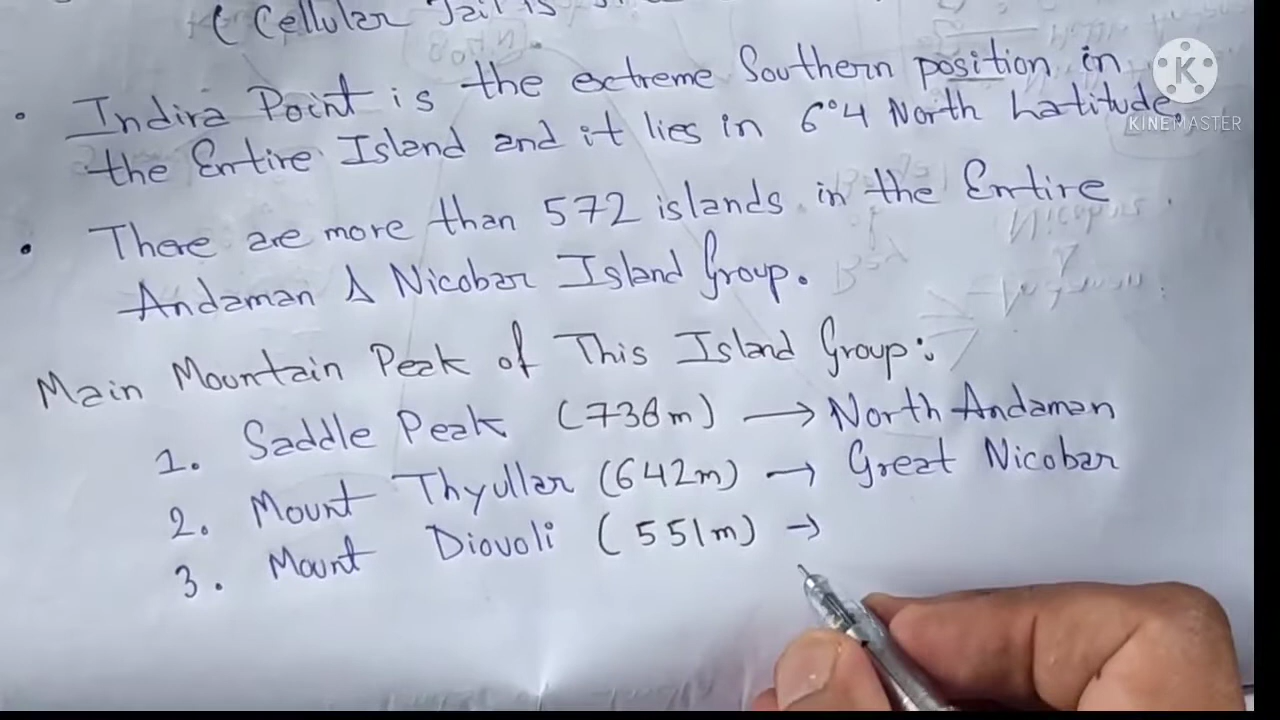 ( Cellular Jail is
• Indira Point is the extreme Southern position in
the Entire Island and it lies in 6°4 North Latitude.
• There are more than 572 islands in the Entire
Andaman & Nicobar Island Group.
Main Mountain Peak of This Island Group:
1. Saddle Peak (738m) → North Andaman
2. Mount Thyullar (642m) → Great Nicobar
3. Mount Diovoli (551m) →
K
KINEMASTER